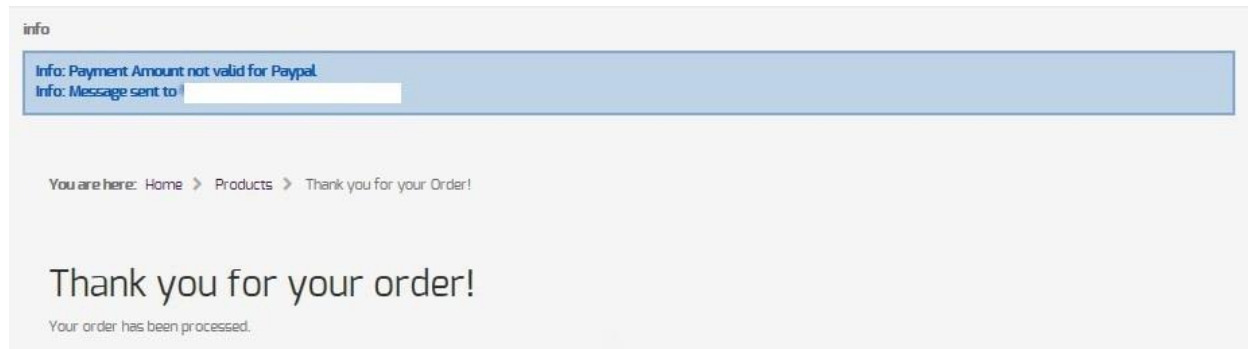 info
Info: Payment Amount not valid for Paypal.
Info: Message sent to
You are here: Home > Products > Thank you for your Order!
Thank you for your order!
Your order has been processed.